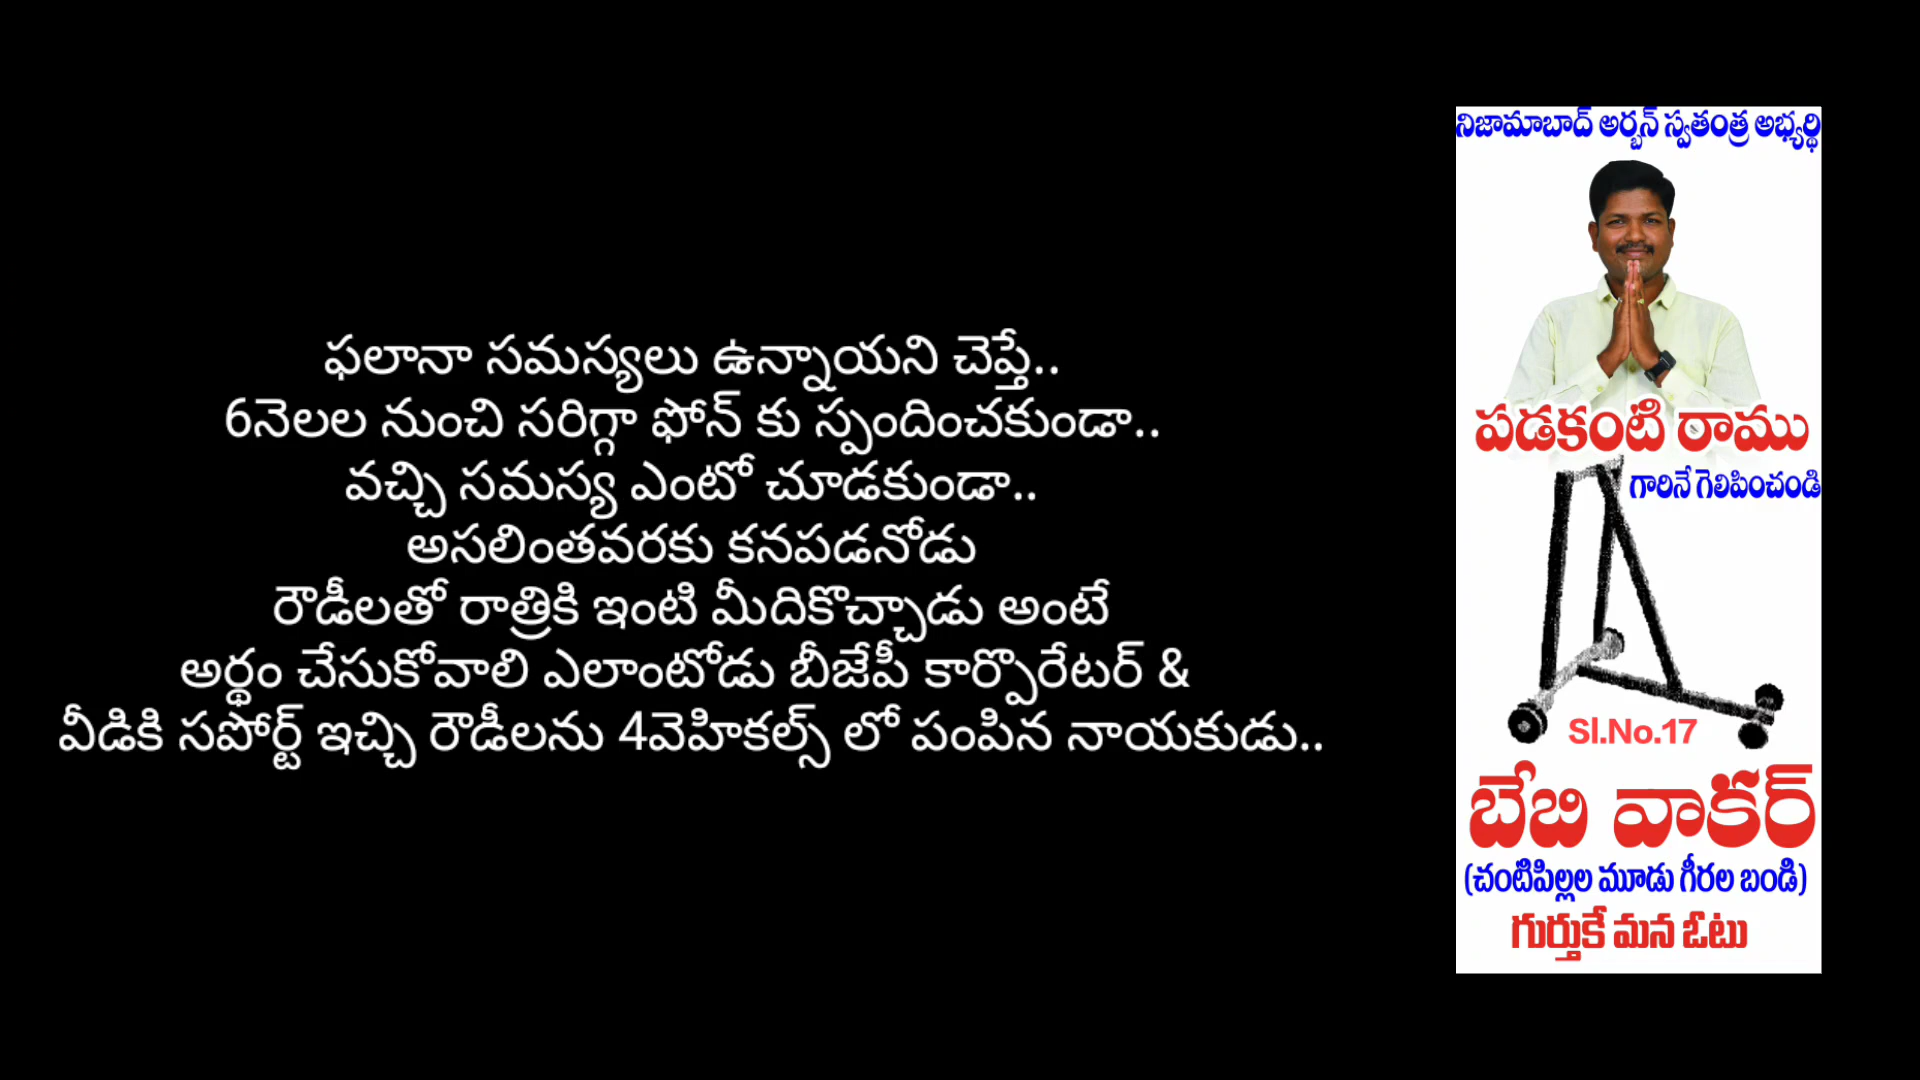 ఫలానా సమస్యలు ఉన్నాయని చెప్తే..
6నెలల నుంచి సరిగ్గా ఫోన్ కు స్పందించకుండా..
వచ్చి సమస్య ఎంటో చూడకుండా..
అసలింతవరకు కనపడనోడు
రౌడీలతో రాత్రికి ఇంటి మీదికొచ్చాడు అంటే
అర్థం చేసుకోవాలి ఎలాంటోడు బీజేపీ కార్పొరేటర్ &
వీడికి సపోర్ట్ ఇచ్చి రౌడీలను 4వెహికల్స్ లో పంపిన నాయకుడు..
నిజామాబాద్ అర్బన్ స్వతంత్ర అభ్యర్థి
పడకంటి రాము
గారినే గెలిపించండి
Sl.No.17
బేబి వాకర్
(చంటిపిల్లల మూడు గీరల బండి)
గుర్తుకే మన ఓటు